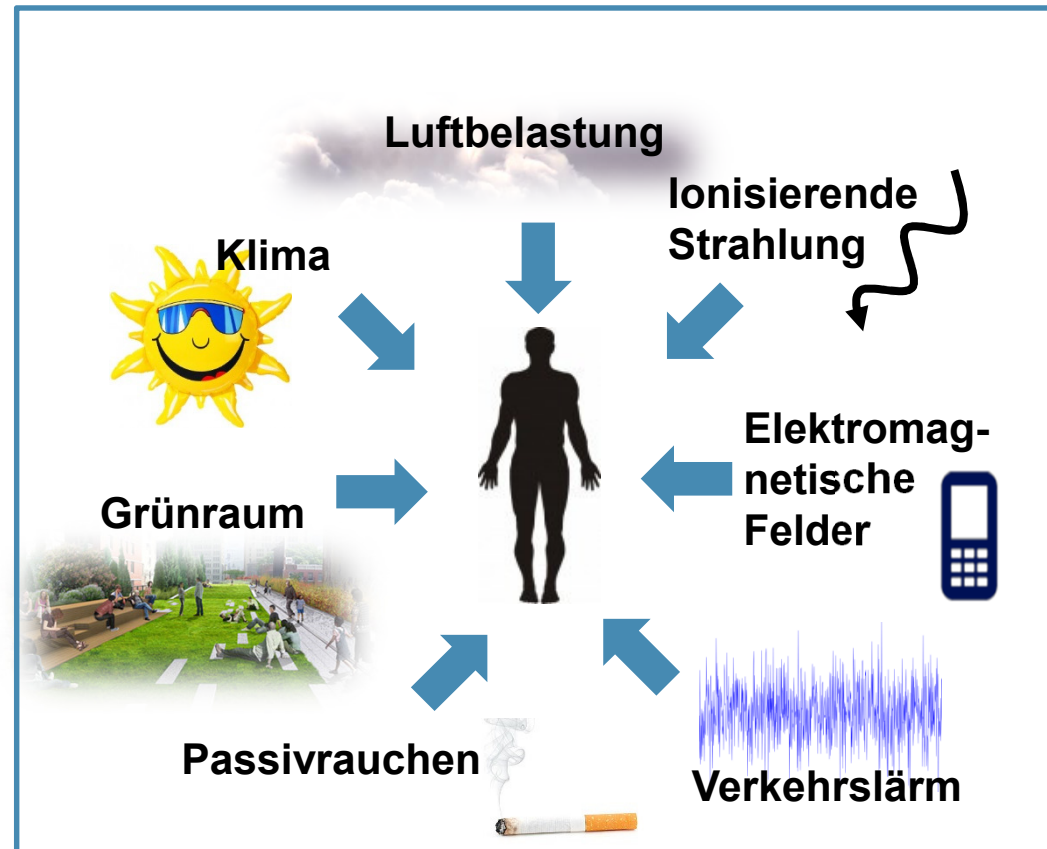 Luftbelastung
Ionisierende
Strahlung
Klima
Elektromag-
netische
Felder
Grünraum
Passivrauchen
Verkehrslärm